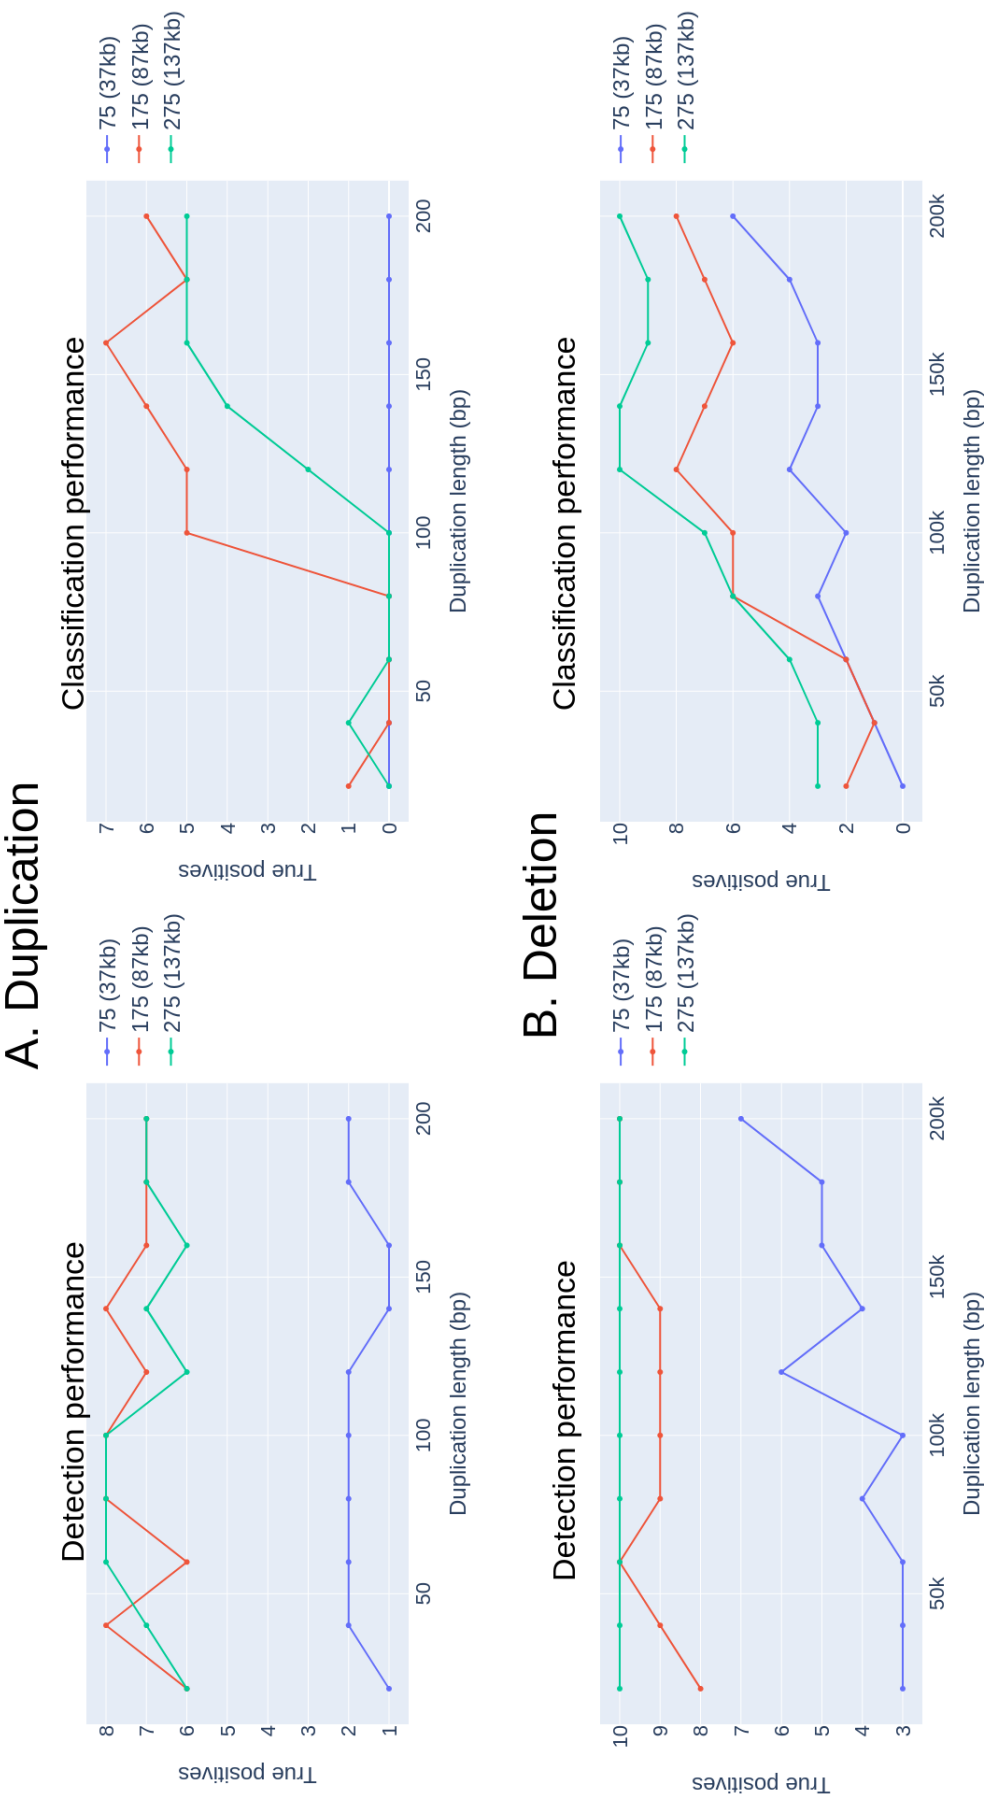 A. Duplication
Detection performance
True positives
8
7
6
5
4
3
2
1
50
100
150
200
Duplication length (bp)
75 (37kb)
175 (87kb)
275 (137kb)
Classification performance
True positives
7
6
5
4
3
2
1
0
50
100
150
200
Duplication length (bp)
75 (37kb)
175 (87kb)
275 (137kb)
B. Deletion
Detection performance
True positives
10
9
8
7
6
5
4
3
50k
100k
150k
200k
Duplication length (bp)
75 (37kb)
175 (87kb)
275 (137kb)
Classification performance
True positives
10
8
6
4
2
0
50k
100k
150k
200k
Duplication length (bp)
75 (37kb)
175 (87kb)
275 (137kb)